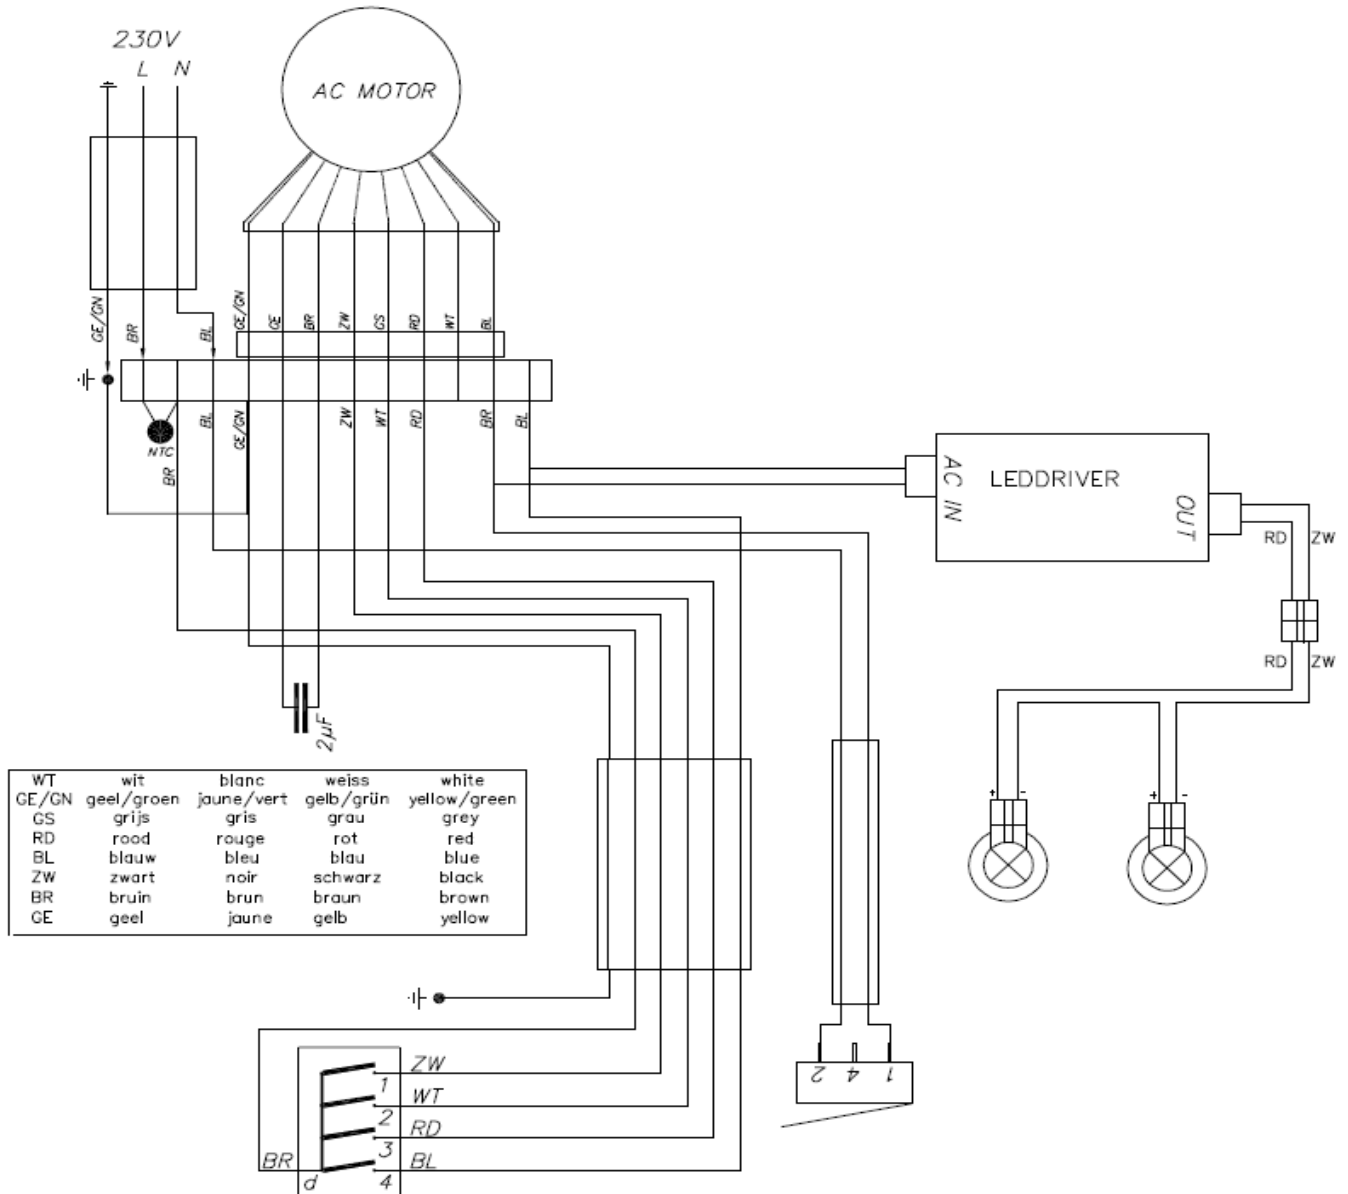 230V
L N
AC MOTOR
GE/GN BR BL GE/GN GE BR ZW GS RD WT BL
NTC BR BL GE/GN ZW WT RD BR BL
AC IN LEDDRIVER OUT
RD ZW
RD ZW
2µF
WT wit blanc weiss white
GE/GN geel/groen jaune/vert gelb/grün yellow/green
GS grijs gris grau grey
RD rood rouge rot red
BL blauw bleu blau blue
ZW zwart noir schwarz black
BR bruin brun braun brown
GE geel jaune gelb yellow
+ - + -
2 4 1
1 ZW
2 WT
3 RD
BR d 4 BL